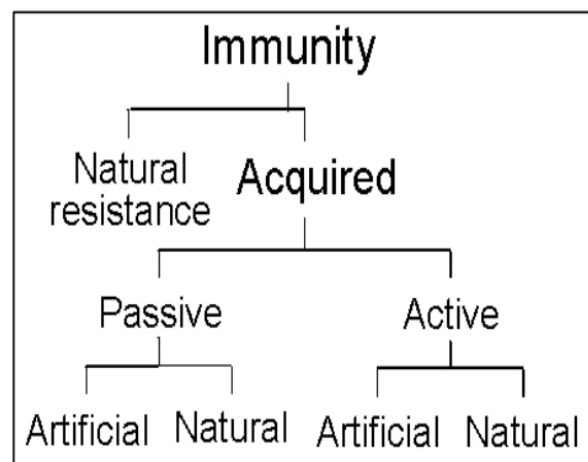 Immunity
Natural
resistance
Acquired
Passive
Active
Artificial
Natural
Artificial
Natural